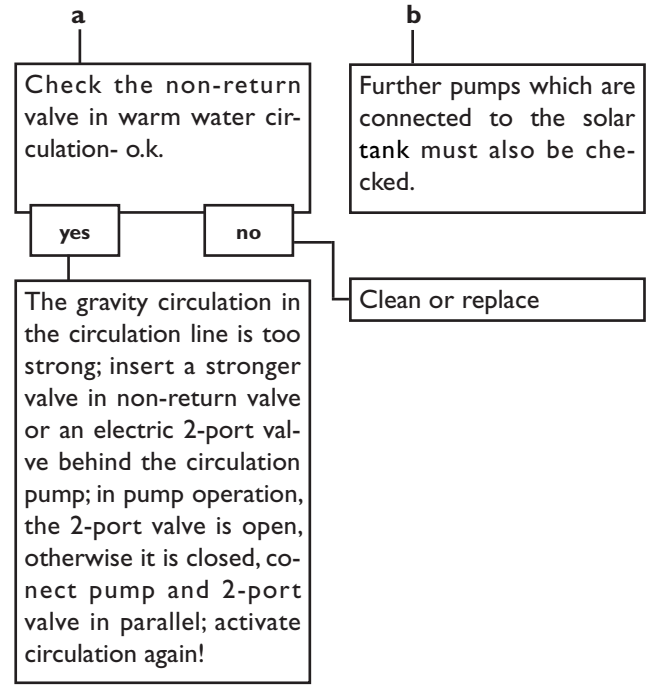 a
Check the non-return
valve in warm water cir-
culation- o.k.
yes
no
The gravity circulation in
the circulation line is too
strong; insert a stronger
valve in non-return valve
or an electric 2-port val-
ve behind the circulation
pump; in pump operation,
the 2-port valve is open,
otherwise it is closed, co-
nect pump and 2-port
valve in parallel; activate
circulation again!
b
Further pumps which are
connected to the solar
tank must also be che-
cked.
Clean or replace